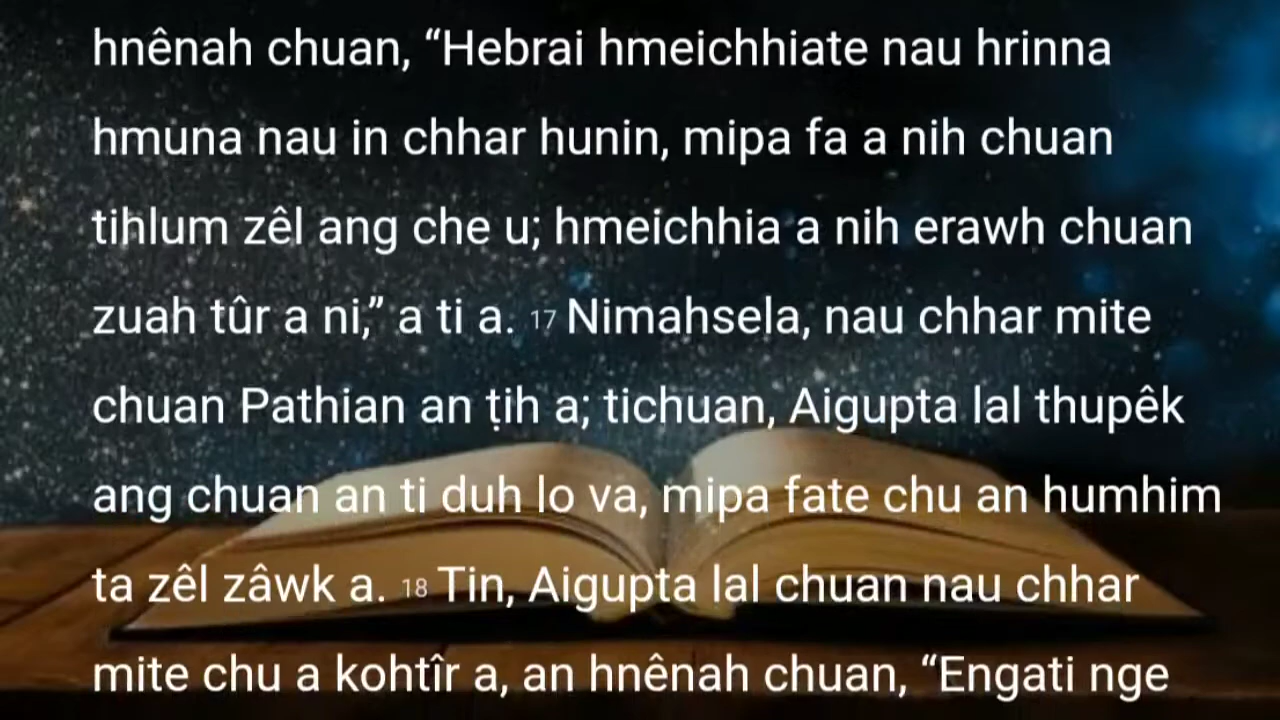 hnênah chuan, “Hebrai hmeichhiate nau hrinna
hmuna nau in chhar hunin, mipa fa a nih chuan
tihlum zêl ang che u; hmeichhia a nih erawh chuan
zuah tûr a ni,” a ti a. 17 Nimahsela, nau chhar mite
chuan Pathian an ṭih a; tichuan, Aigupta lal thupêk
ang chuan an ti duh lo va, mipa fate chu an humhim
ta zêl zâwk a. 18 Tin, Aigupta lal chuan nau chhar
mite chu a kohtîr a, an hnênah chuan, “Engati nge